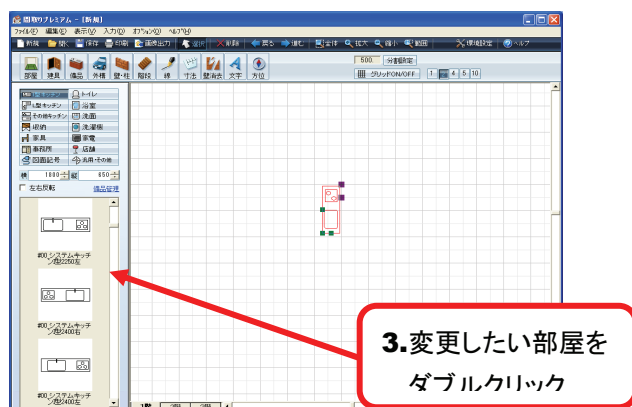 間取りプレミアム - [新規]
ファイル(F) 編集(E) 表示(V) 入力(D) オプション(O) ヘルプ(H)
新規 開く 保存 印刷 画像出力 選択 削除 戻る 進む 全体 拡大 縮小 範囲 環境設定 ヘルプ
部屋 建具 備品 外構 壁・柱 階段 線 寸法 壁消去 文字 方位
500. 分割設定
グリッドON/OFF 1 4 5 10
I型キッチン トイレ
L型キッチン 浴室
その他キッチン 洗面
収納 洗濯機
家具 家電
事務所 店舗
図面記号 汎用・その他
横 1800 縦 850
左右反転 備品管理
#00_システムキッチ
ンI型2250左
#00_システムキッチ
ンI型2400右
#00_システムキッチ
ンI型2400左
3.変更したい部屋を
ダブルクリック
1階 2階 3階